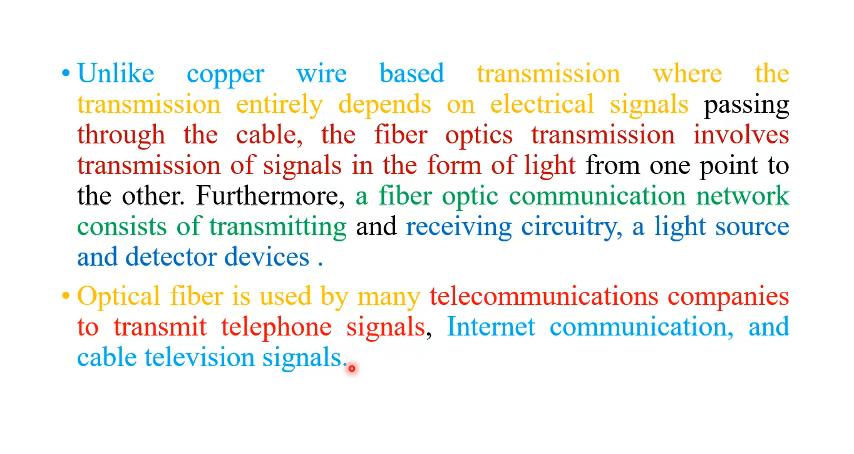 • Unlike copper wire based transmission where the
transmission entirely depends on electrical signals passing
through the cable, the fiber optics transmission involves
transmission of signals in the form of light from one point to
the other. Furthermore, a fiber optic communication network
consists of transmitting and receiving circuitry, a light source
and detector devices .
• Optical fiber is used by many telecommunications companies
to transmit telephone signals, Internet communication, and
cable television signals.